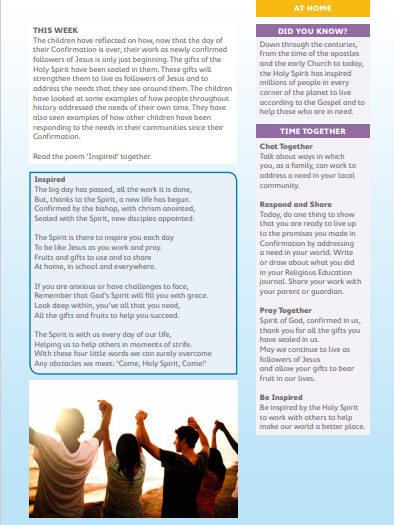 AT HOME
THIS WEEK
The children have reflected on how, now that the day of
their Confirmation is over, their work as newly confirmed
followers of Jesus is only just beginning. The gifts of the
Holy Spirit have been sealed in them. These gifts will
strengthen them to follow as followers of Jesus and to
address the needs that they see around them. The children
have looked at some examples of how people throughout
history addressed the needs of their own time. They have
also seen examples of how other children have been
responding to the needs in their communities since their
Confirmation.
Read the poem ‘Inspired’ together.
Inspired
The big day has passed, all the work it is done,
But, thanks to the Spirit, a new life has begun.
Confirmed by the bishop, with chrism anointed,
Sealed with the Spirit, new disciples appointed.
The Spirit is there to inspire you each day
To be like Jesus as you work and pray.
Fruits and gifts to use and to share
At home, in school and everywhere.
If you are anxious or have challenges to face,
Remember that God’s Spirit will fill you with grace.
Look deep within, you’ve all that you need,
All the gifts and fruits to help you succeed.
The Spirit is with us every day of our life,
Helping us to help others in moments of strife.
With these four little words we can surely overcome
Any obstacles we meet: ‘Come, Holy Spirit, Come!’
DID YOU KNOW?
Down through the centuries,
from the time of the apostles
and the early Church to today,
the Holy Spirit has inspired
millions of people in every
corner of the planet to live
according to the Gospel and to
help those who are in need.
TIME TOGETHER
Chat Together
Talk about ways in which
you, as a family, can work to
address a need in your local
community.
Respond and Share
Today, do one thing to show
that you are ready to live up
to the promises you made in
Confirmation by addressing
a need in your world. Write
or draw about what you did
in your Religious Education
journal. Share your work with
your parent or guardian.
Pray Together
Spirit of God, confirmed in us,
thank you for all the gifts you
have sealed in us.
May we continue to live as
followers of Jesus
and allow your gifts to bear
fruit in our lives.
Be Inspired
Be inspired by the Holy Spirit
to work with others to help
make our world a better place.